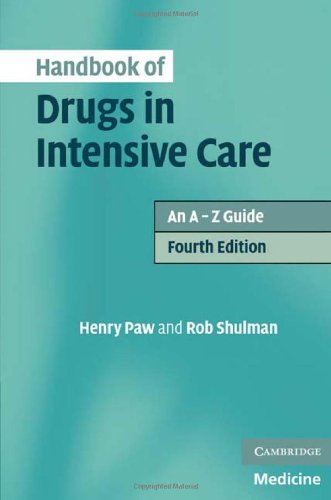 Handbook of
Drugs in
Intensive Care
An A – Z Guide
Fourth Edition
Henry Paw and Rob Shulman
CAMBRIDGE
Medicine